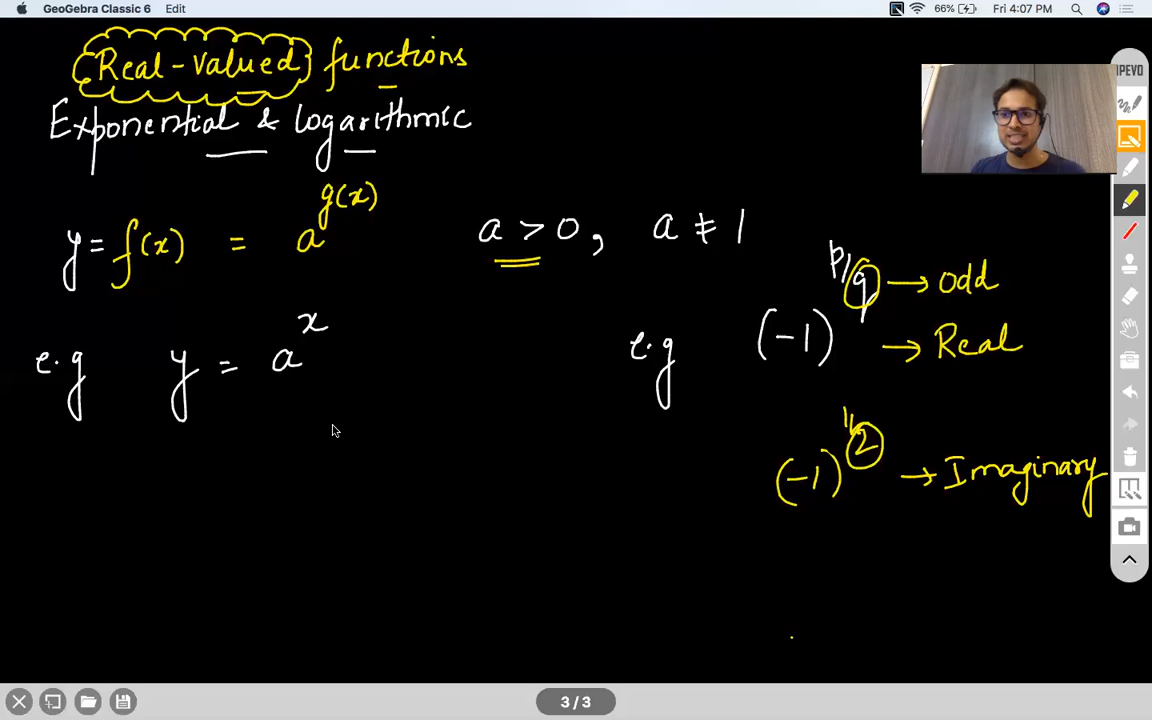 GeoGebra Classic 6 Edit 66% Fri 4:07 PM
Real-valued functions
Exponential & logarithmic
IPEVO
y = f(x) = a^g(x) a > 0, a ≠ 1
p/q → odd
e.g y = a^x e.g (-1) → Real
(-1)^1/2 → Imaginary
3 / 3